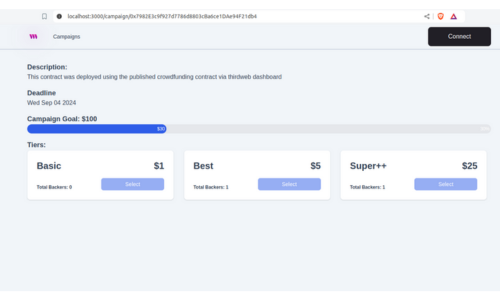 localhost:3000/campaign/0x7982E3c9f927d7786d8803c8a6ce1DAe94F21db4
Campaigns
Connect
Description:
This contract was deployed using the published crowdfunding contract via thirdweb dashboard
Deadline
Wed Sep 04 2024
Campaign Goal: $100
$30
Tiers:
Basic $1
Total Backers: 0 Select
Best $5
Total Backers: 1 Select
Super++ $25
Total Backers: 1 Select